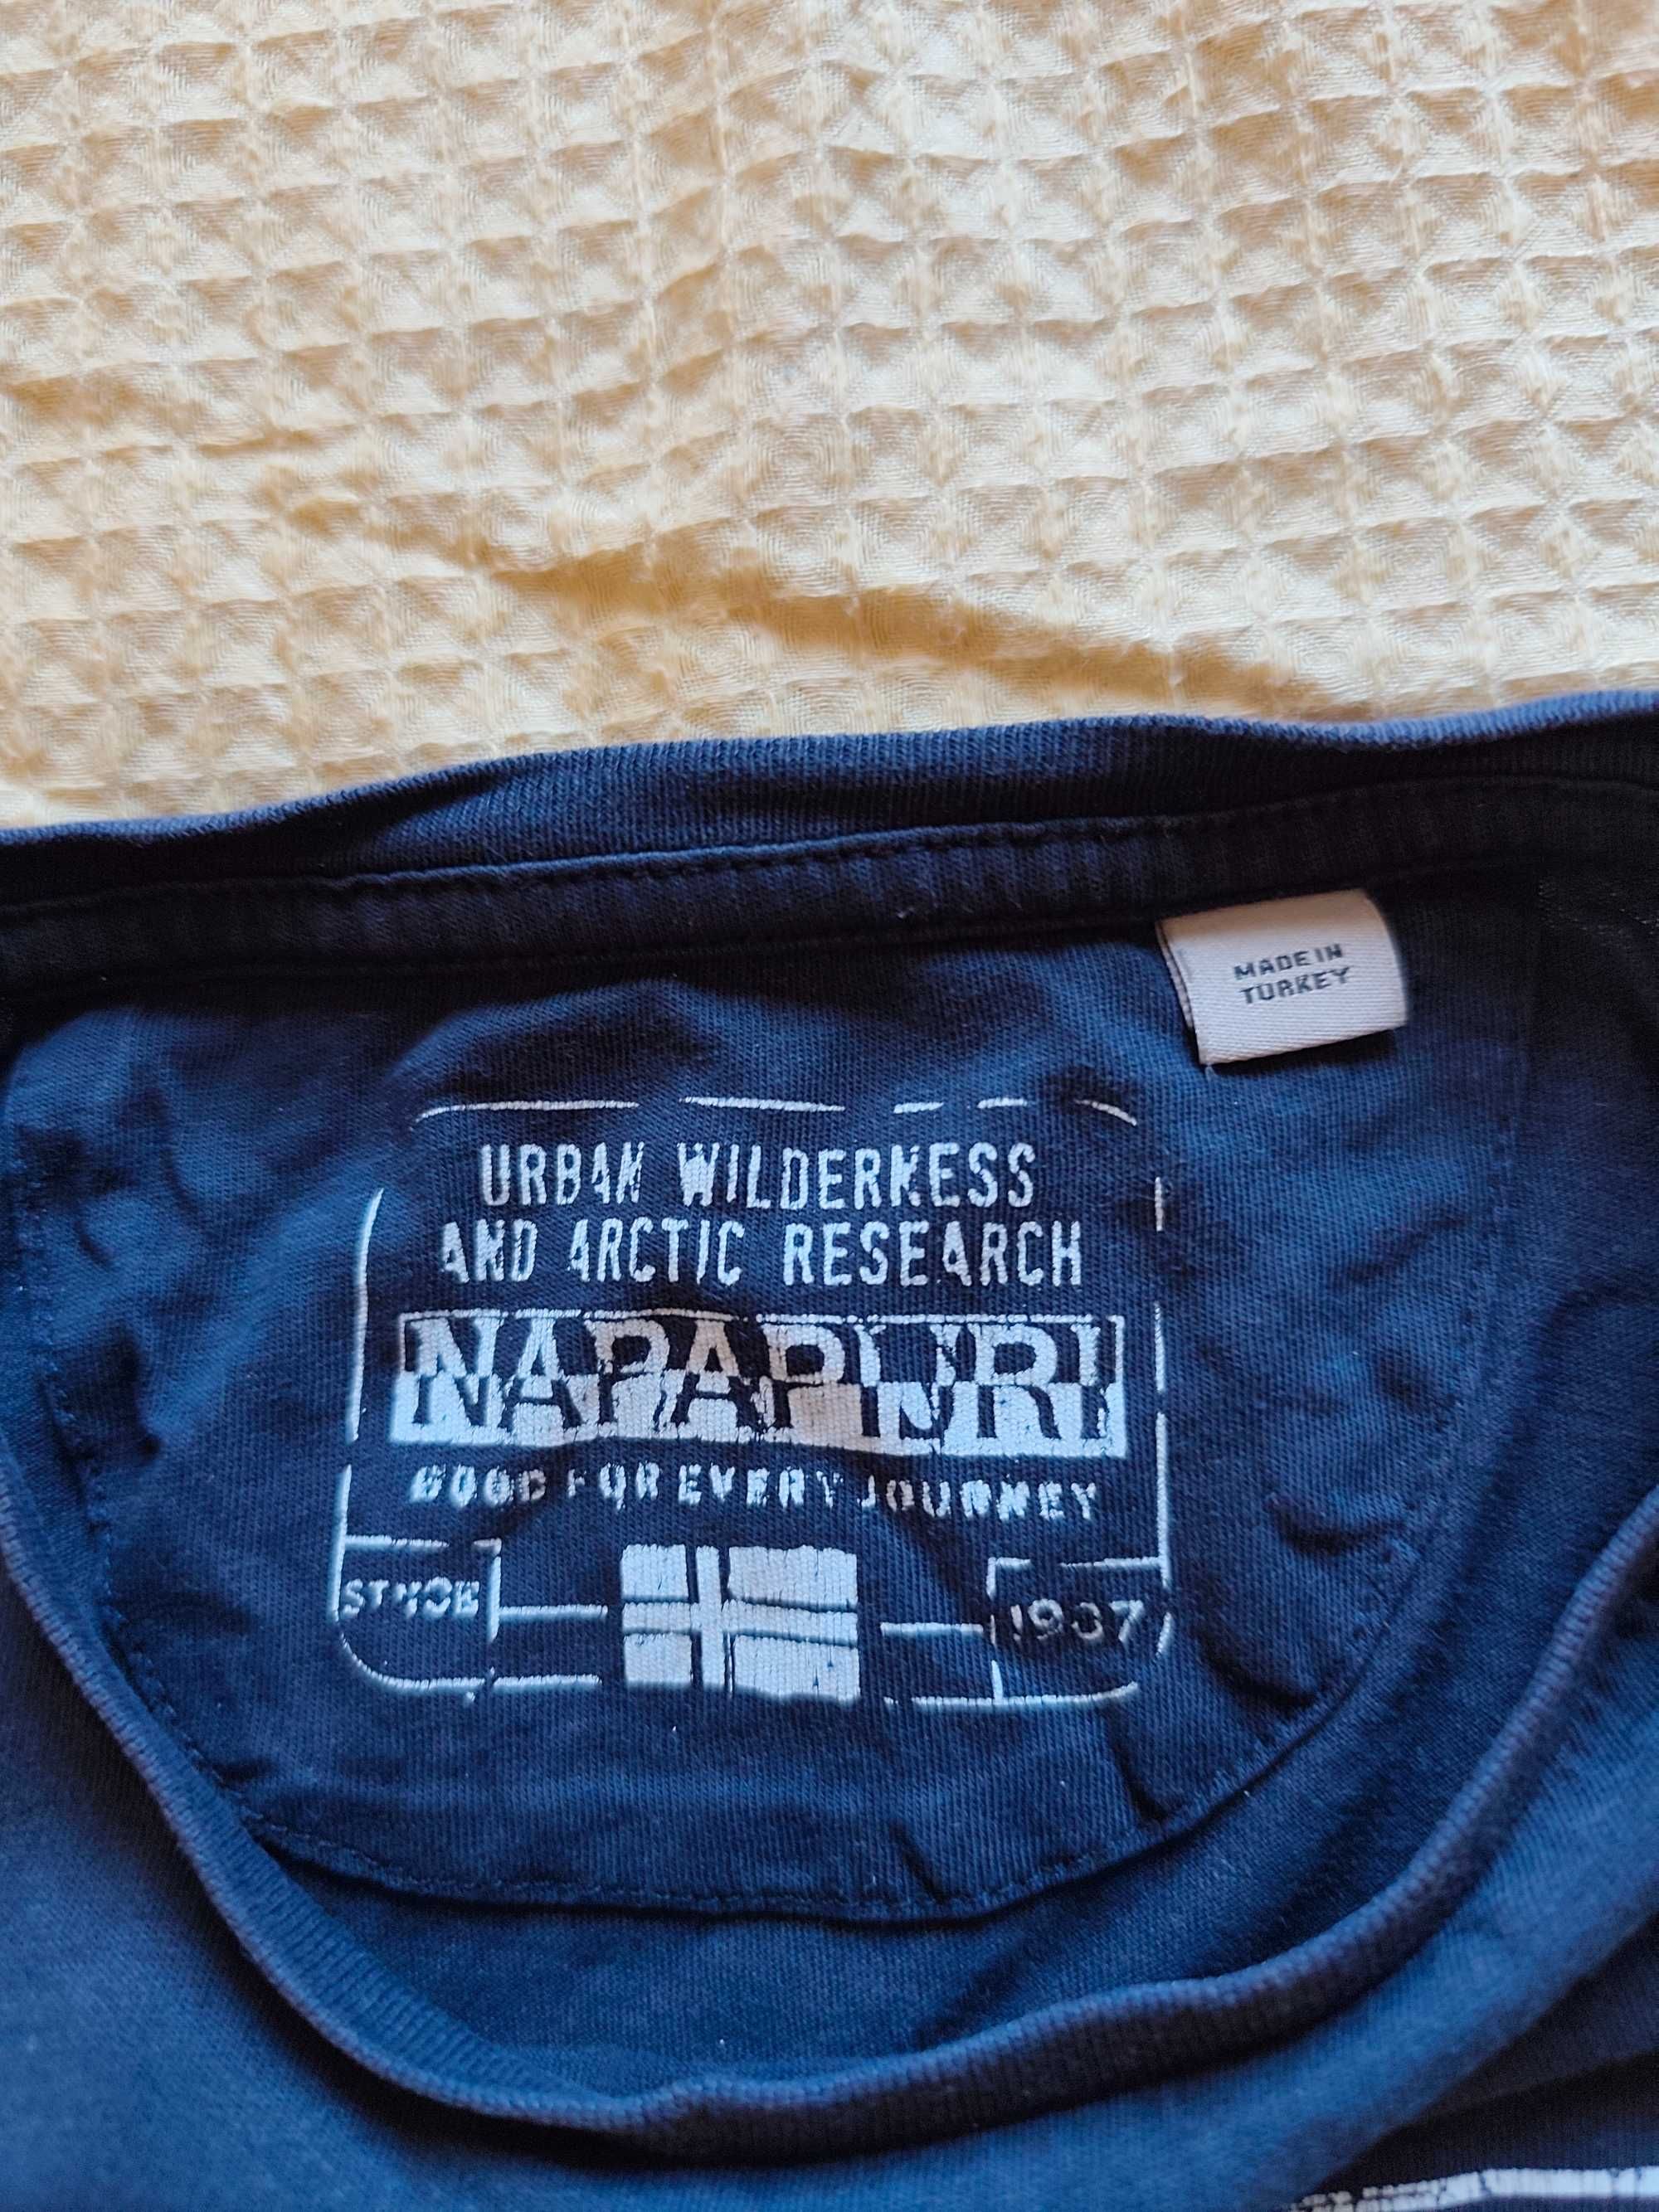 MADE IN
TURKEY
URBAN WILDERNESS
AND ARCTIC RESEARCH
NAPAPIJRI
GOOD FOR EVERY JOURNEY
SINCE
1987